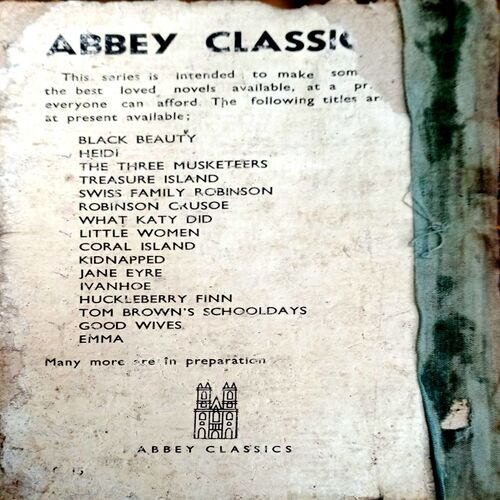 ABBEY CLASSIC
This series is intended to make som
the best loved novels available, at a pr
everyone can afford. The following titles ar
at present available;
BLACK BEAUTY
HEIDI
THE THREE MUSKETEERS
TREASURE ISLAND
SWISS FAMILY ROBINSON
ROBINSON CRUSOE
WHAT KATY DID
LITTLE WOMEN
CORAL ISLAND
KIDNAPPED
JANE EYRE
IVANHOE
HUCKLEBERRY FINN
TOM BROWN'S SCHOOLDAYS
GOOD WIVES
EMMA
Many more are in preparation
ABBEY CLASSICS